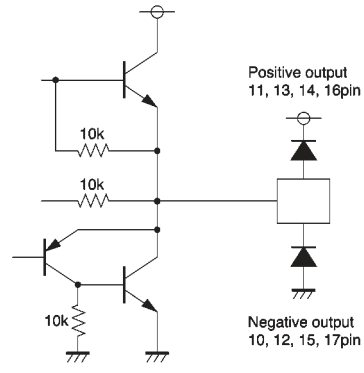 Positive output
11, 13, 14, 16pin
10k
10k
10k
Negative output
10, 12, 15, 17pin